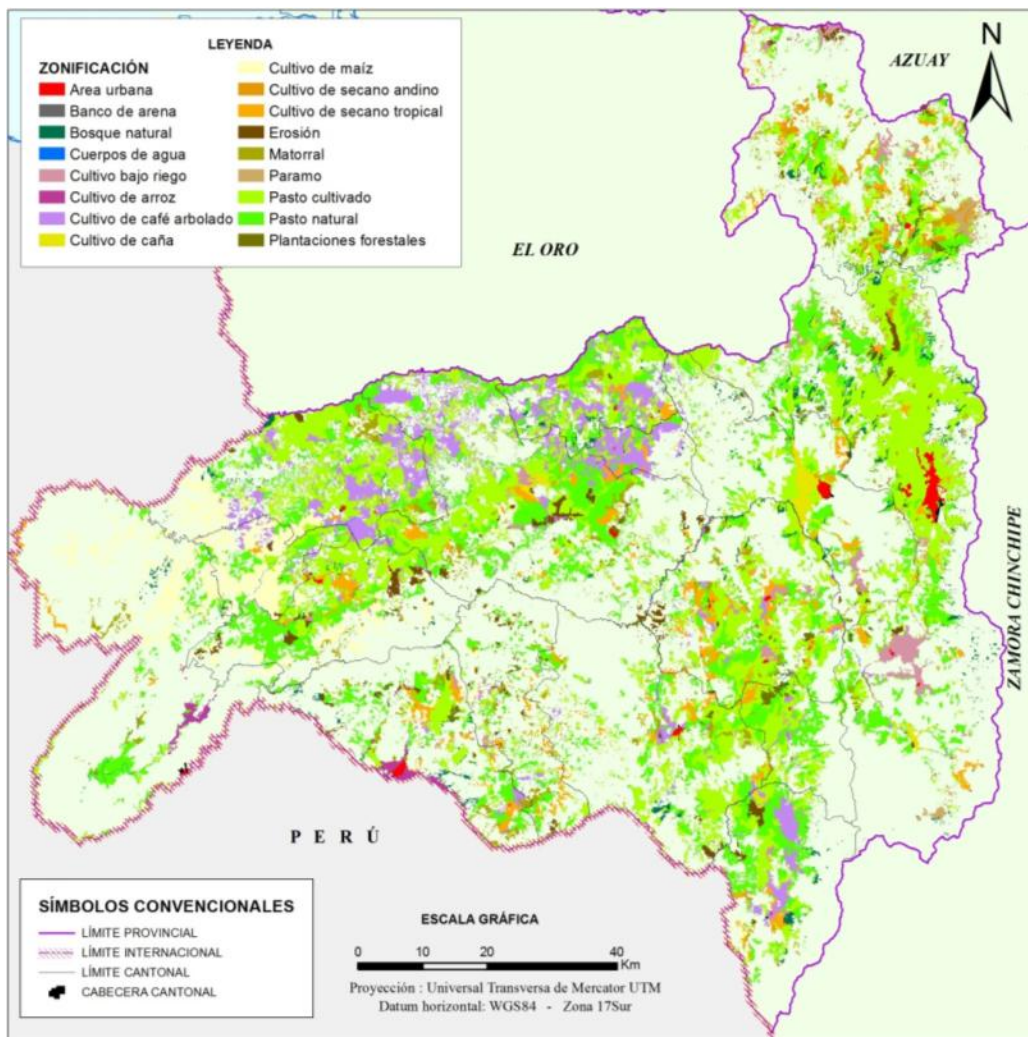 LEYENDA
ZONIFICACIÓN
Area urbana
Banco de arena
Bosque natural
Cuerpos de agua
Cultivo bajo riego
Cultivo de arroz
Cultivo de café arbolado
Cultivo de caña
Cultivo de maíz
Cultivo de secano andino
Cultivo de secano tropical
Erosión
Matorral
Paramo
Pasto cultivado
Pasto natural
Plantaciones forestales
AZUAY
N
EL ORO
ZAMORA CHINCHIPE
PERÚ
SÍMBOLOS CONVENCIONALES
LÍMITE PROVINCIAL
LÍMITE INTERNACIONAL
LÍMITE CANTONAL
CABECERA CANTONAL
ESCALA GRÁFICA
0 10 20 40
Km
Proyección : Universal Transversa de Mercator UTM
Datum horizontal: WGS84 - Zona 17Sur